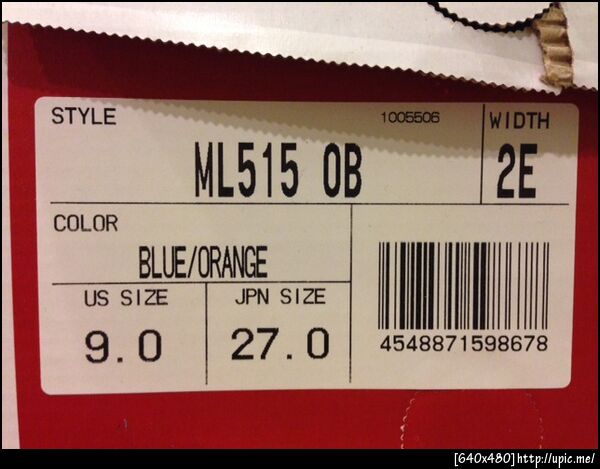 STYLE 1005506 WIDTH
ML515 OB 2E
COLOR
BLUE/ORANGE
US SIZE JPN SIZE
9.0 27.0
4548871598678
[640x480]http://upic.me/